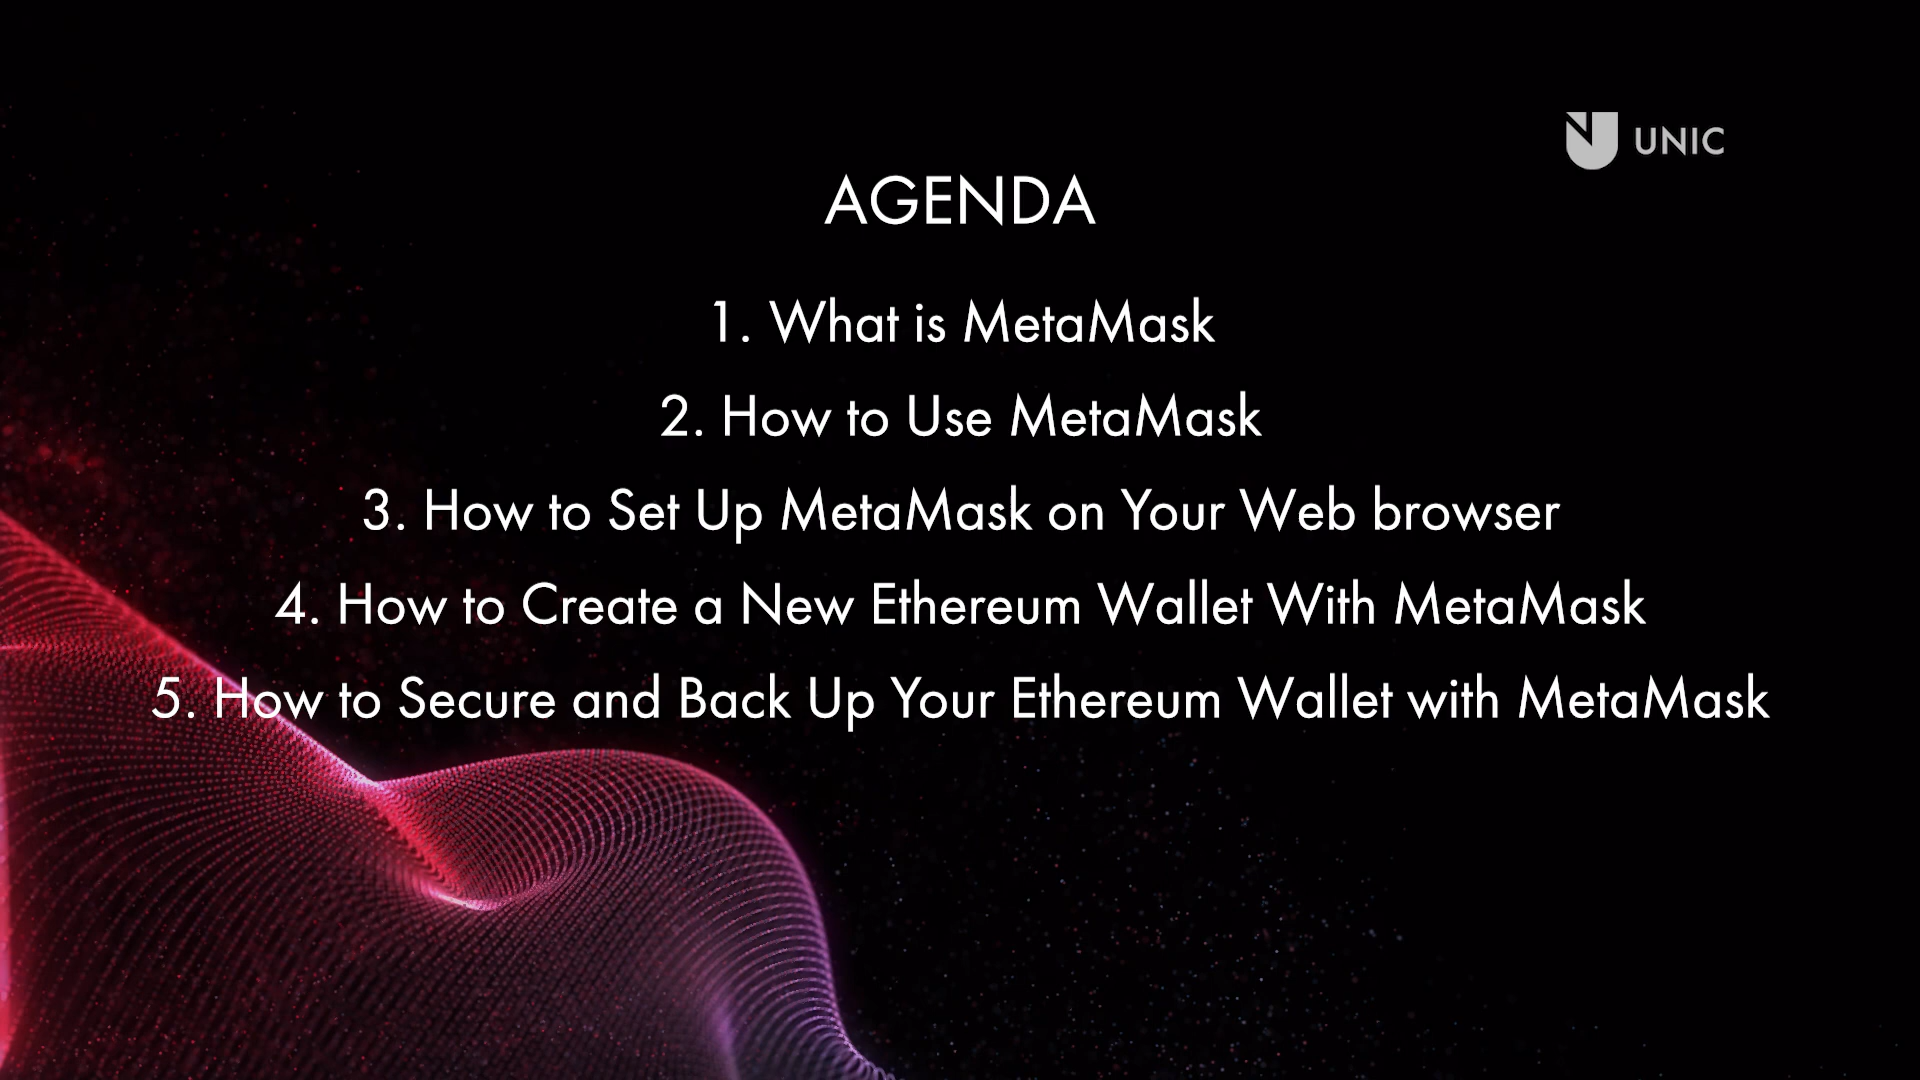 UNIC
AGENDA
1. What is MetaMask
2. How to Use MetaMask
3. How to Set Up MetaMask on Your Web browser
4. How to Create a New Ethereum Wallet With MetaMask
5. How to Secure and Back Up Your Ethereum Wallet with MetaMask